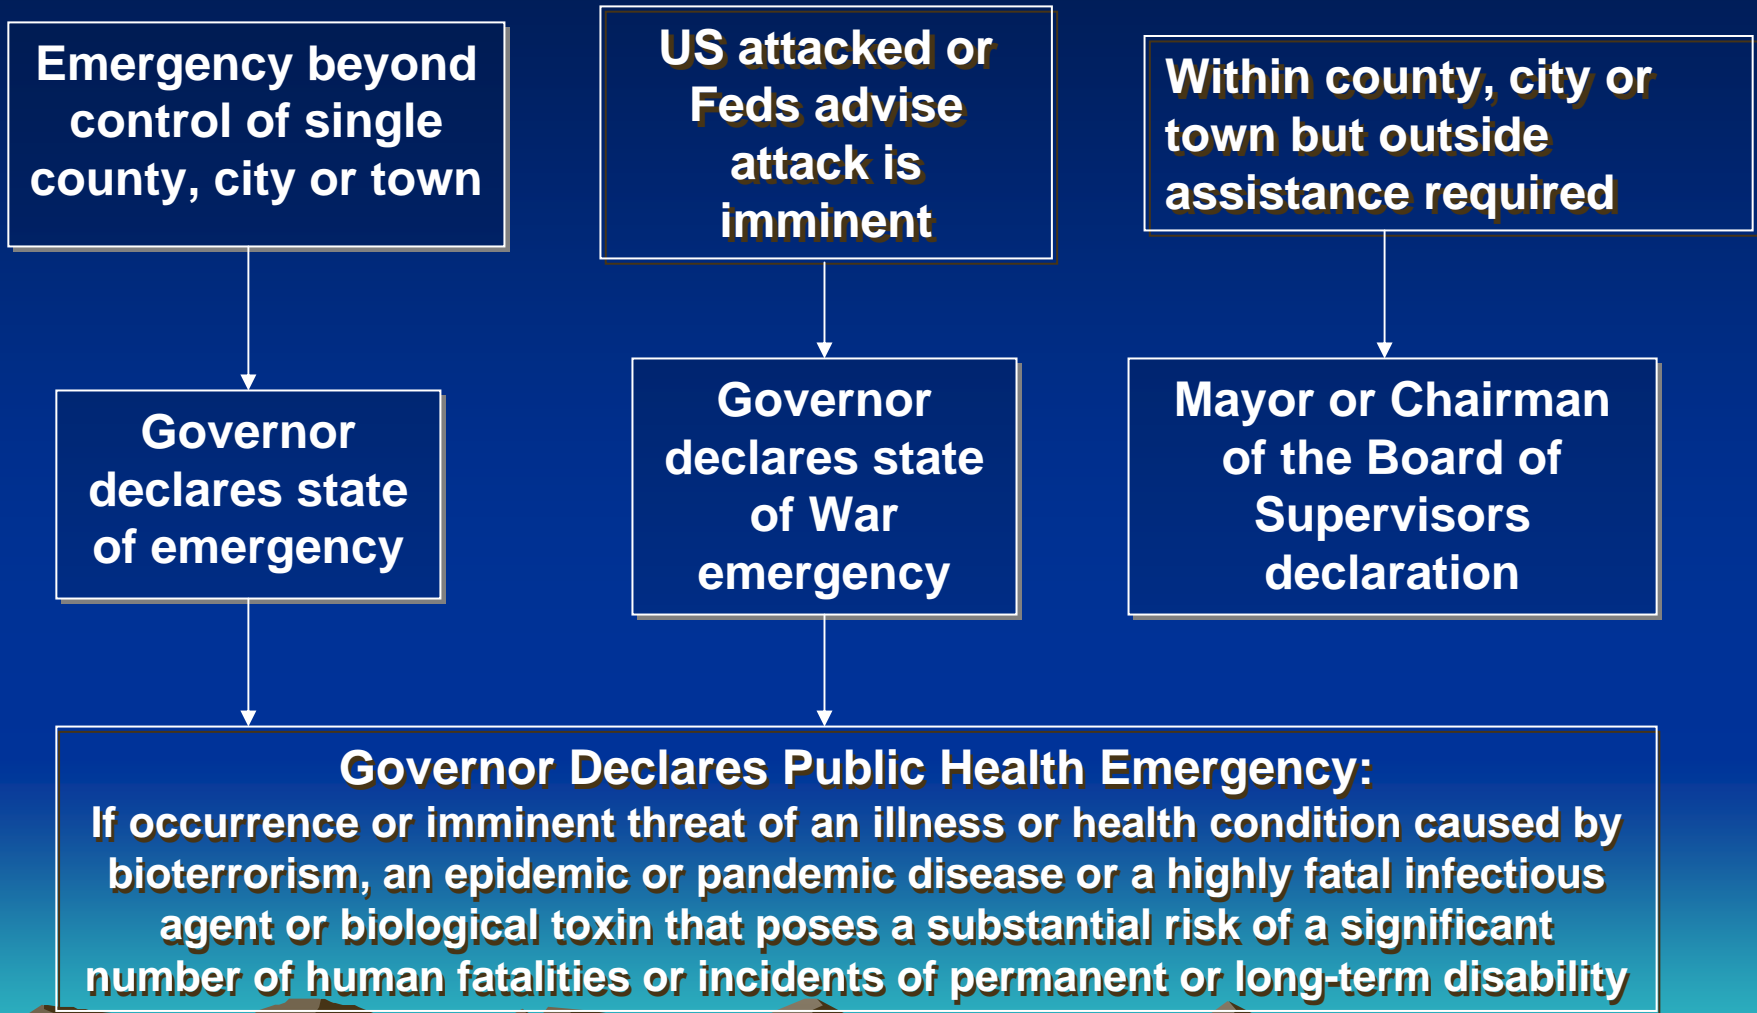 Emergency beyond
control of single
county, city or town
US attacked or
Feds advise
attack is
imminent
Within county, city or
town but outside
assistance required
Governor
declares state
of emergency
Governor
declares state
of War
emergency
Mayor or Chairman
of the Board of
Supervisors
declaration
Governor Declares Public Health Emergency:
If occurrence or imminent threat of an illness or health condition caused by
bioterrorism, an epidemic or pandemic disease or a highly fatal infectious
agent or biological toxin that poses a substantial risk of a significant
number of human fatalities or incidents of permanent or long-term disability